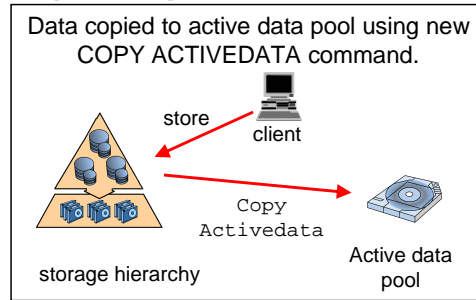 Data copied to active data pool using new
COPY ACTIVEDATA command.
store
client
Copy
Activedata
storage hierarchy
Active data
pool